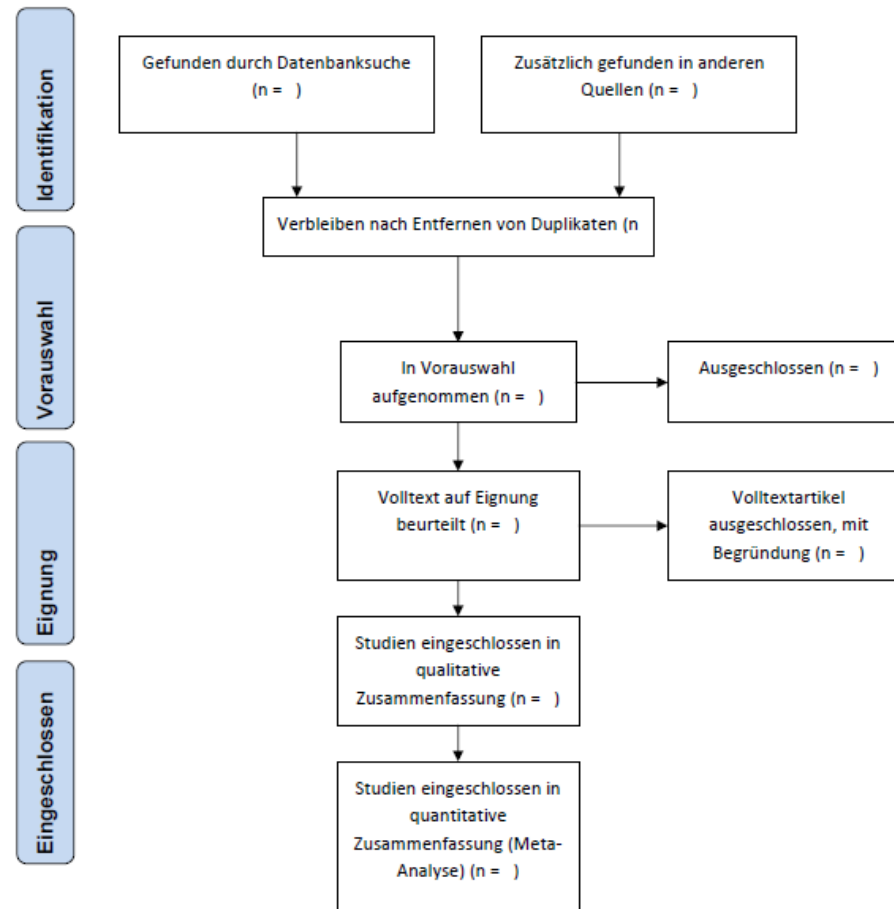 Identifikation
Gefunden durch Datenbanksuche
(n =   )
Zusätzlich gefunden in anderen
Quellen (n =   )
Verbleiben nach Entfernen von Duplikaten (n
Vorauswahl
In Vorauswahl
aufgenommen (n =   )
Ausgeschlossen (n =   )
Eignung
Volltext auf Eignung
beurteilt (n =   )
Volltextartikel
ausgeschlossen, mit
Begründung (n =   )
Eingeschlossen
Studien eingeschlossen in
qualitative
Zusammenfassung (n =   )
Studien eingeschlossen in
quantitative
Zusammenfassung (Meta-
Analyse) (n =   )